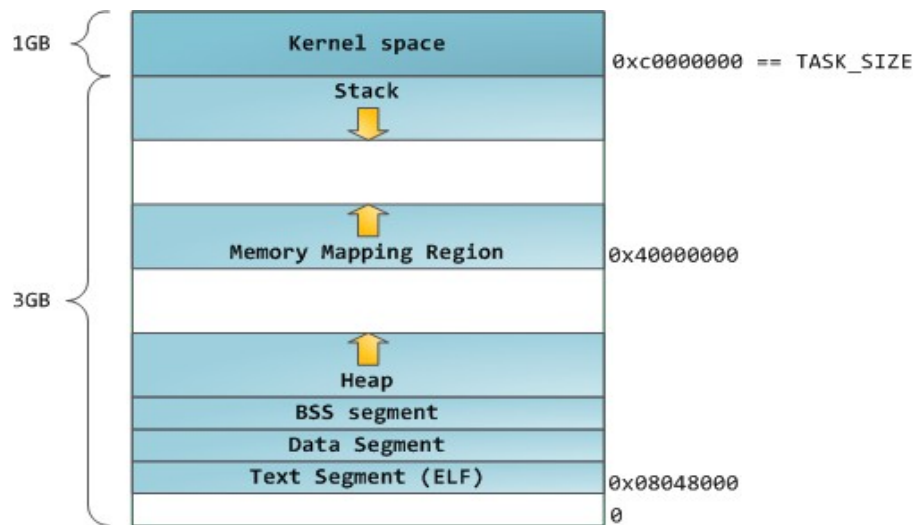 1GB
Kernel space
0xc0000000 == TASK_SIZE
Stack
Memory Mapping Region
0x40000000
3GB
Heap
BSS segment
Data Segment
Text Segment (ELF)
0x08048000
0